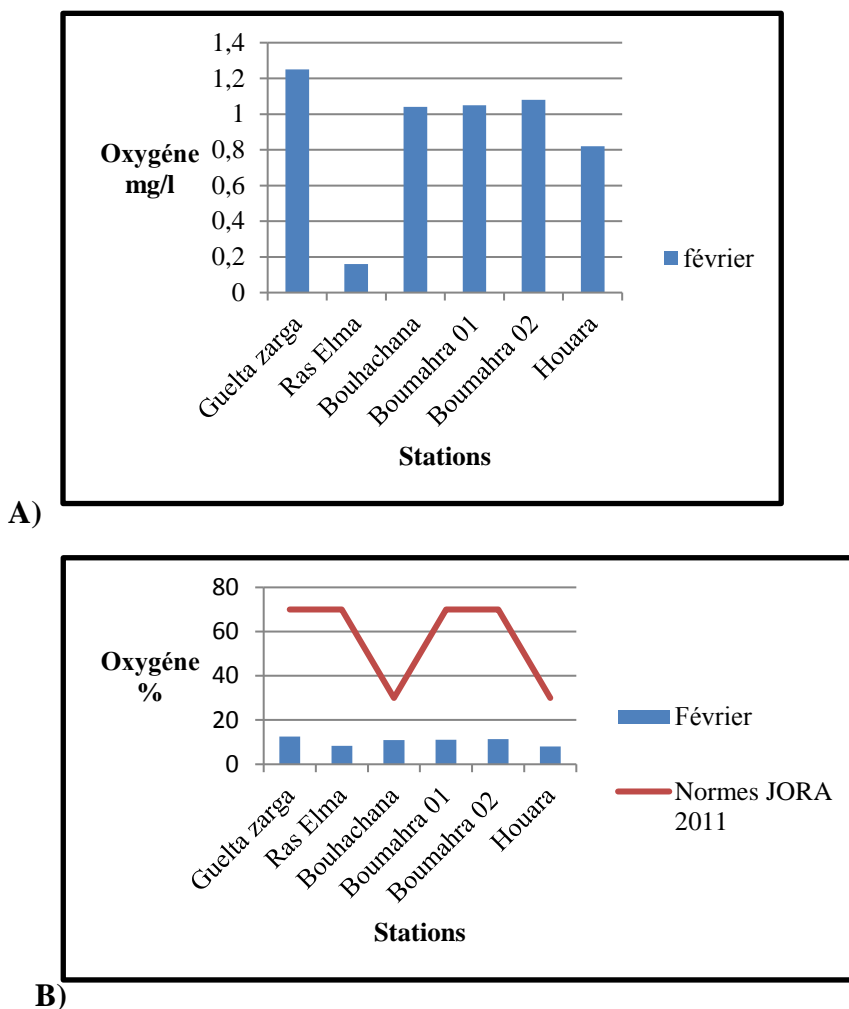 1,4
1,2
1
0,8
0,6
0,4
0,2
0
Oxygéne
mg/l
Guelta zarga
Ras Elma
Bouhachana
Boumahra 01
Boumahra 02
Houara
Stations
février
A)
80
60
40
20
0
Oxygéne
%
Guelta zarga
Ras Elma
Bouhachana
Boumahra 01
Boumahra 02
Houara
Stations
Février
Normes JORA
2011
B)